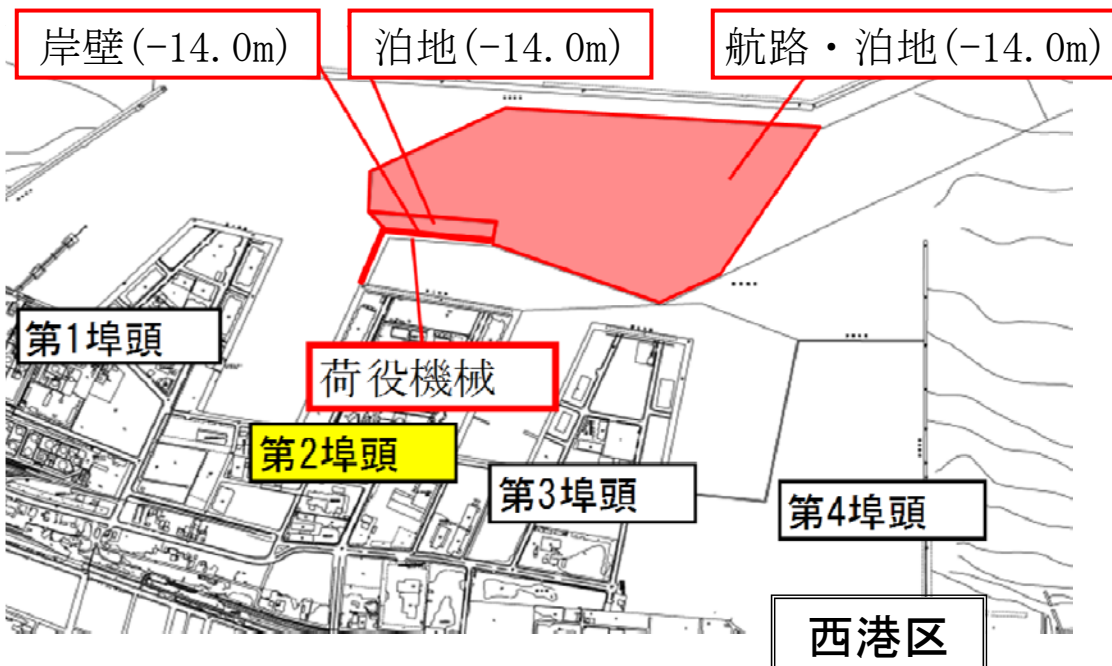 岸壁(-14.0m)
泊地(-14.0m)
航路・泊地(-14.0m)
第1埠頭
荷役機械
第2埠頭
第3埠頭
第4埠頭
西港区